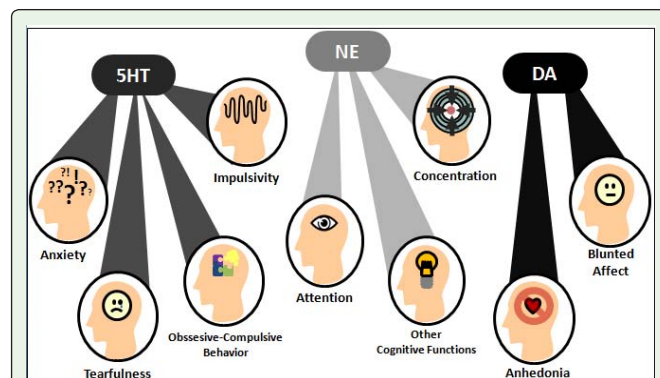 5HT
NE
DA
?!!
?????
Impulsivity
Concentration
Anxiety
Blunted
Affect
Attention
Obssesive-Compulsive
Behavior
Other
Cognitive Functions
Tearfulness
Anhedonia